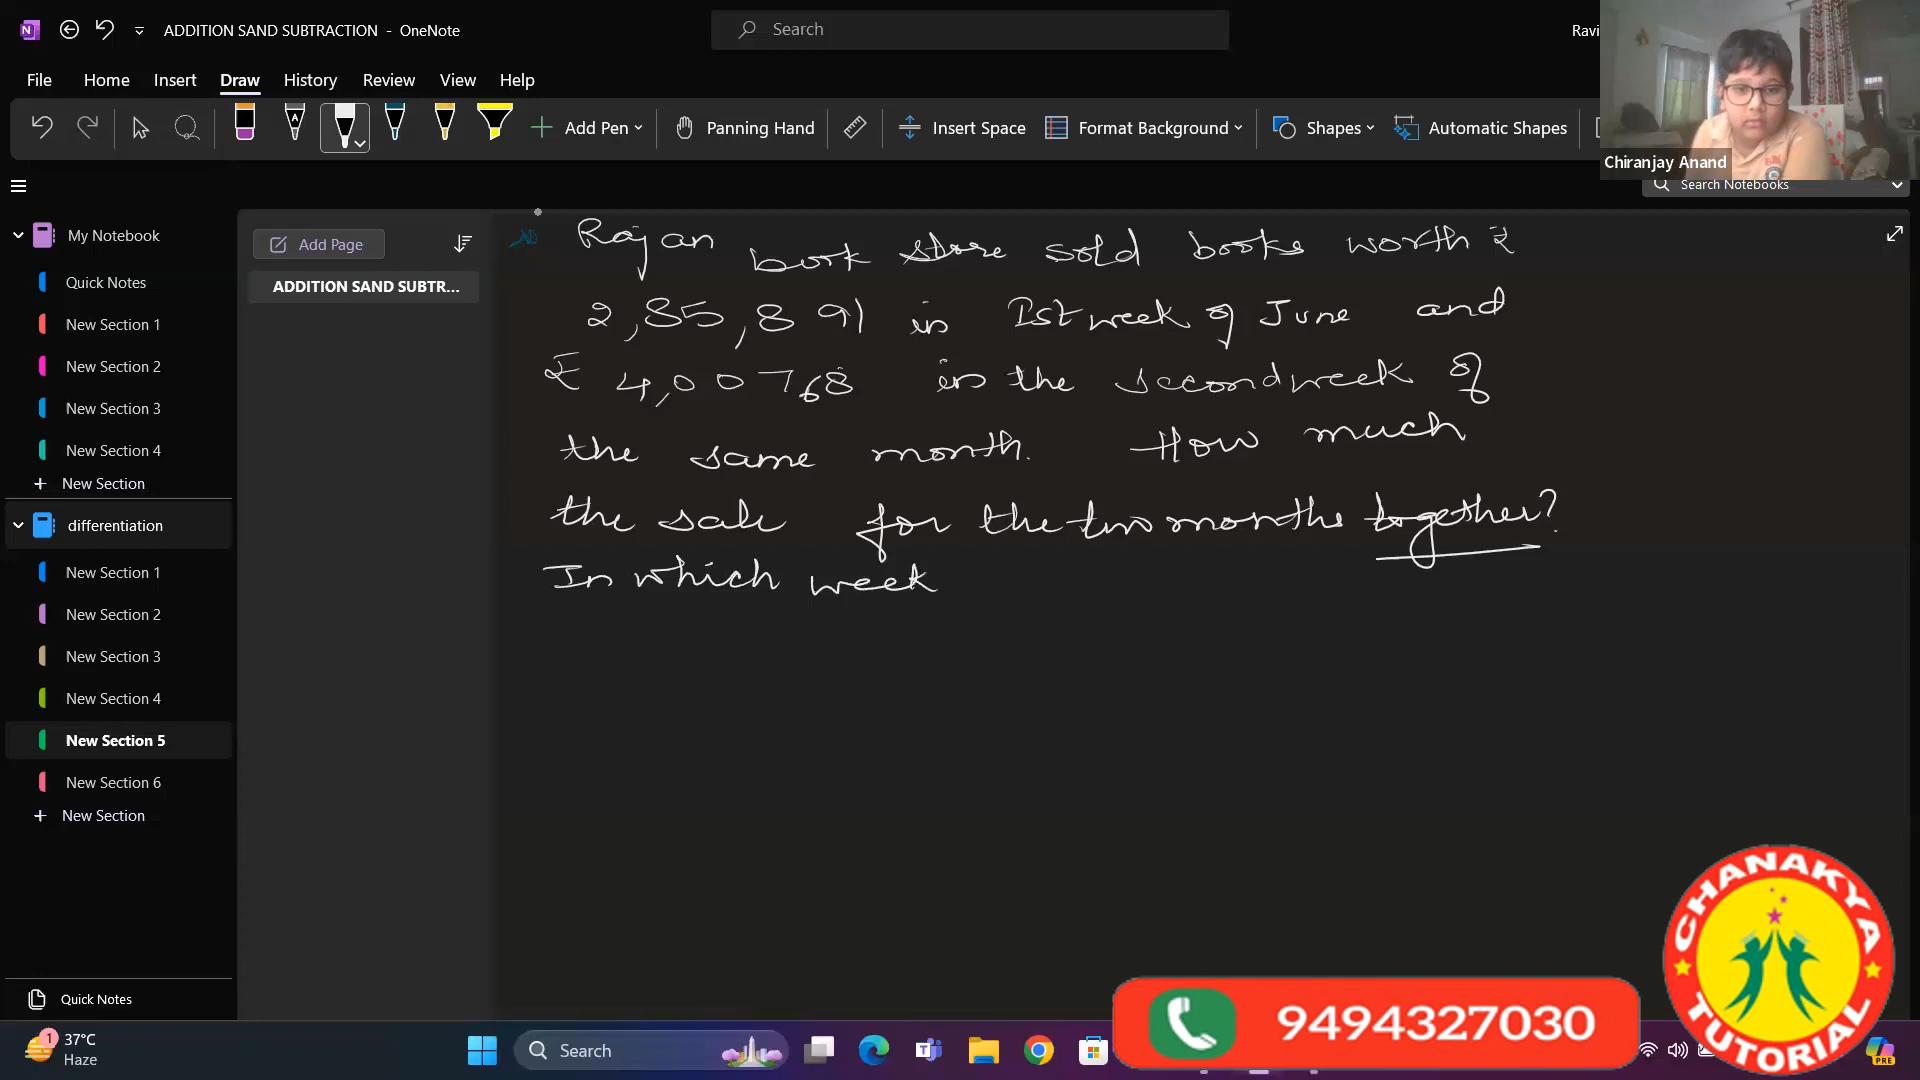 ADDITION SAND SUBTRACTION - OneNote
Search
Ravi
File Home Insert Draw History Review View Help
Add Pen
Panning Hand
Insert Space
Format Background
Shapes
Automatic Shapes
Chiranjay Anand
Search Notebooks
My Notebook
Quick Notes
New Section 1
New Section 2
New Section 3
New Section 4
+ New Section
differentiation
New Section 1
New Section 2
New Section 3
New Section 4
New Section 5
New Section 6
+ New Section
Quick Notes
Add Page
ADDITION SAND SUBTR...
Rajan book store sold books worth ₹
2,85,891 in Ist week of June and
₹ 4,00768 in the second week of
the same month. How much
the sale for the two months together?
In which week
CHANAKYA
TUTORIAL
9494327030
1
37°C
Haze
Search
PRE